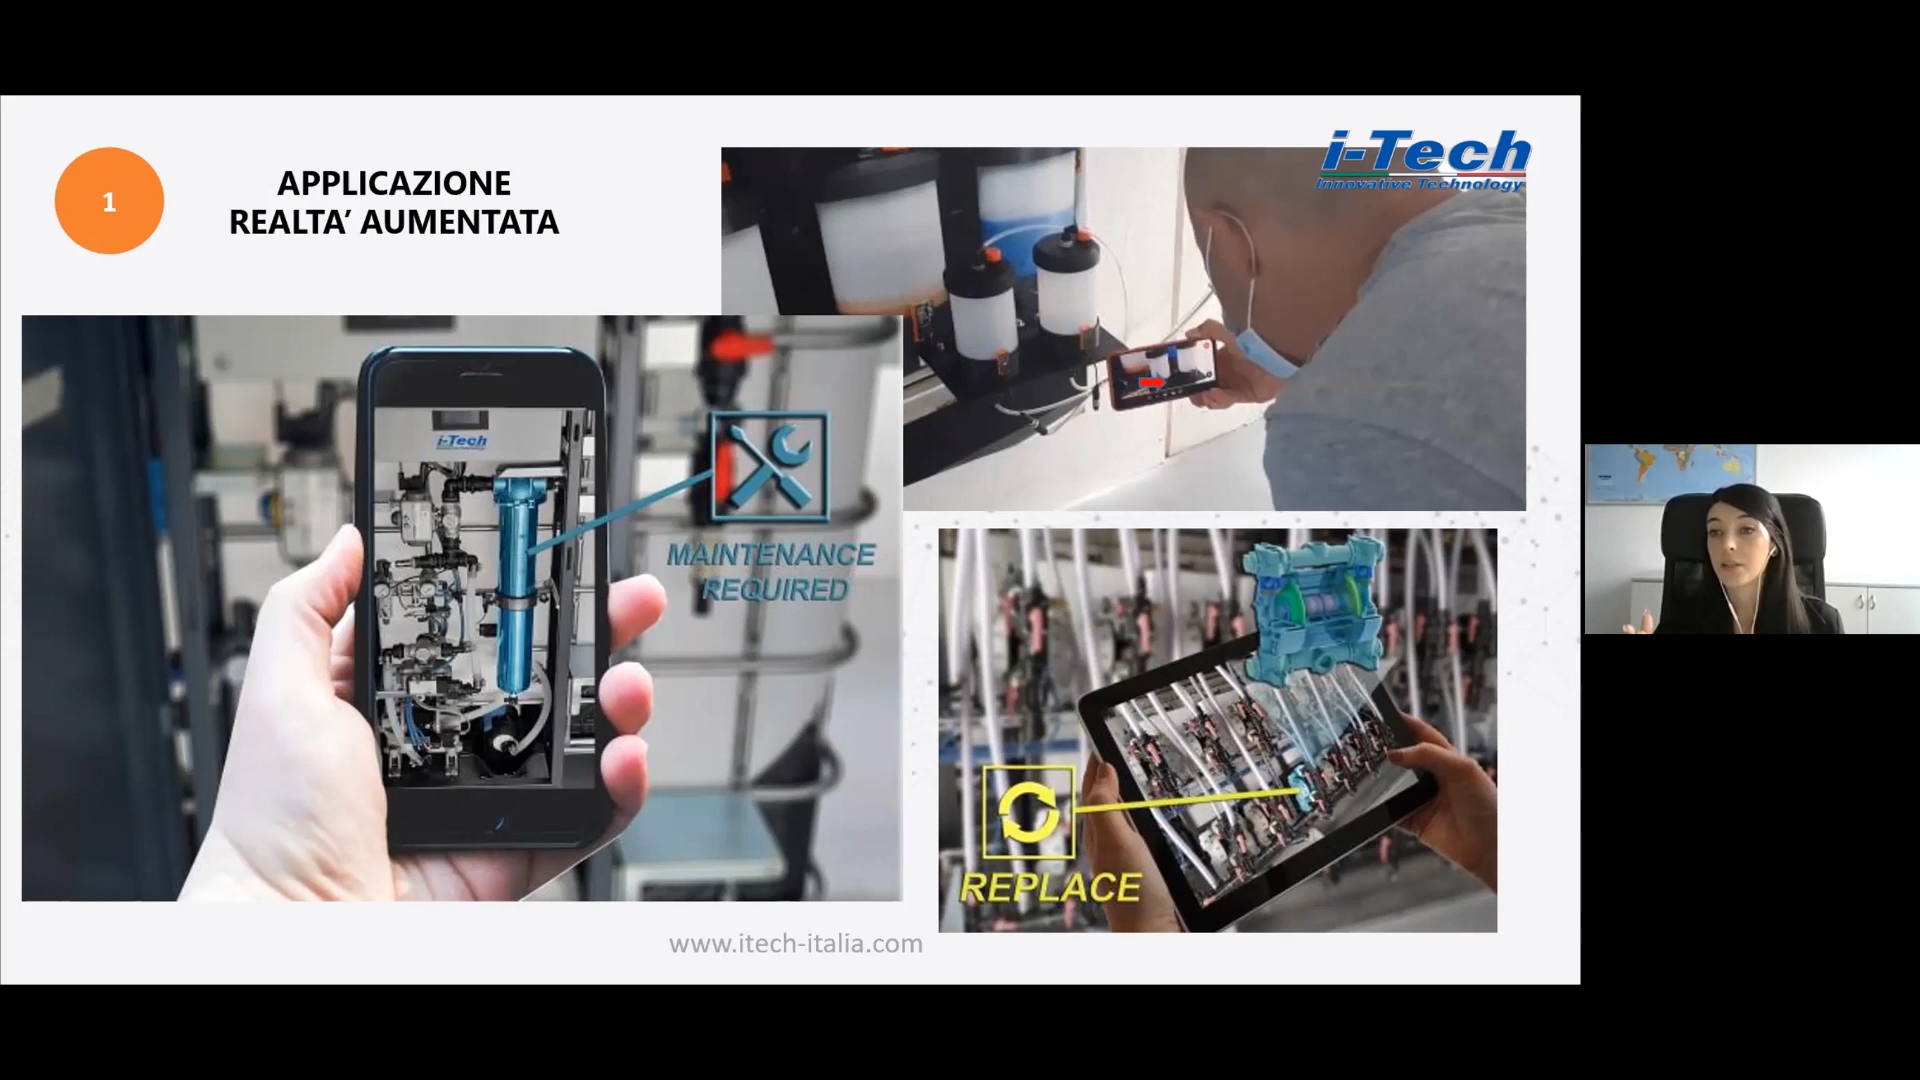 1
APPLICAZIONE
REALTA’ AUMENTATA
i-Tech
Innovative Technology
i-Tech
MAINTENANCE
REQUIRED
REPLACE
www.itech-italia.com